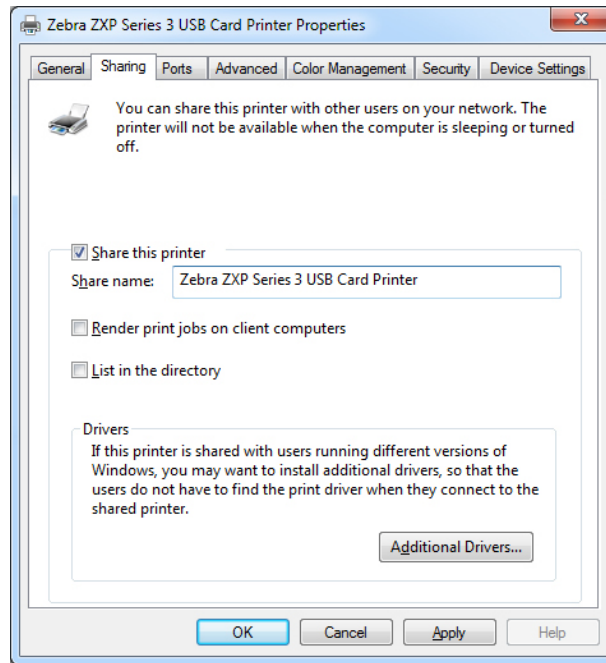 Zebra ZXP Series 3 USB Card Printer Properties
General Sharing Ports Advanced Color Management Security Device Settings
You can share this printer with other users on your network. The
printer will not be available when the computer is sleeping or turned
off.
Share this printer
Share name: Zebra ZXP Series 3 USB Card Printer
Render print jobs on client computers
List in the directory
Drivers
If this printer is shared with users running different versions of
Windows, you may want to install additional drivers, so that the
users do not have to find the print driver when they connect to the
shared printer.
Additional Drivers...
OK Cancel Apply Help